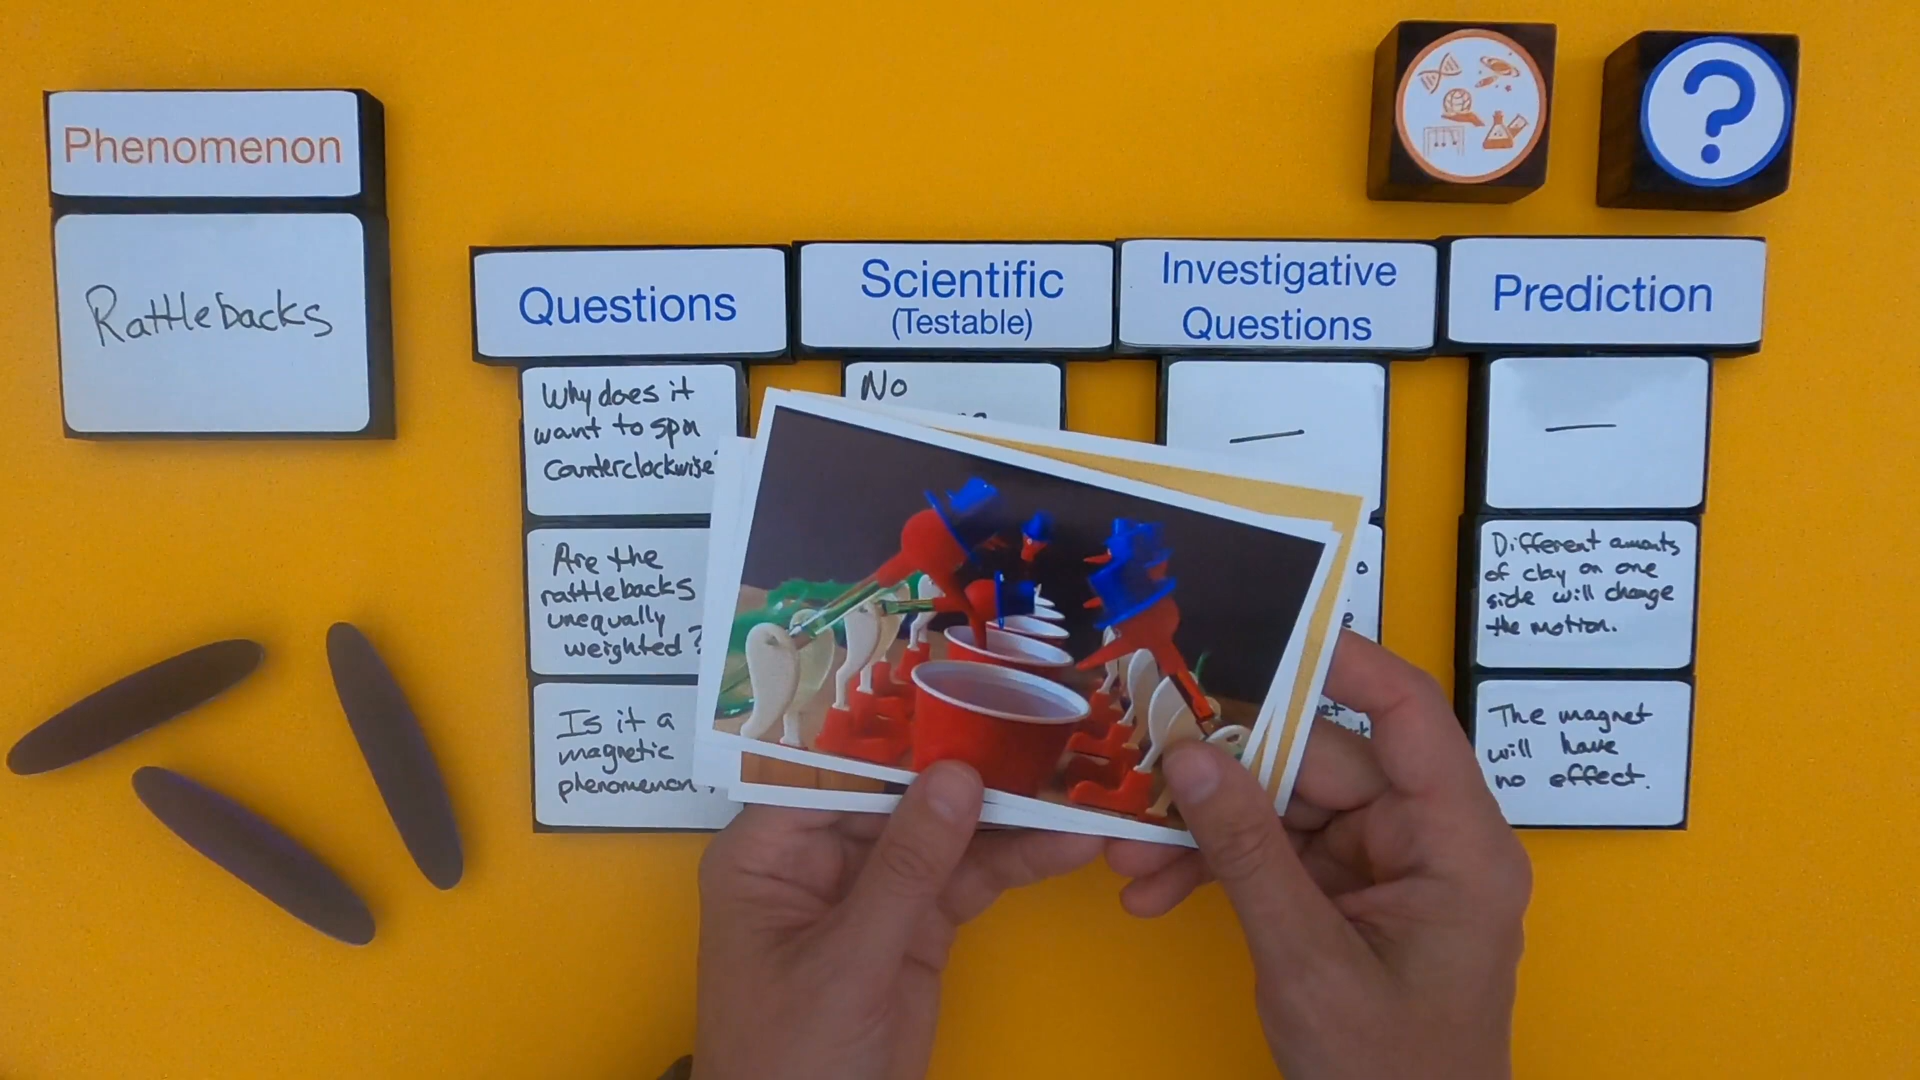 Phenomenon
Rattlebacks
Questions
Scientific
(Testable)
Investigative
Questions
Prediction
Why does it
want to spin
counterclockwise?
No
Are the
rattlebacks
unequally
weighted?
Different amounts
of clay on one
side will change
the motion.
Is it a
magnetic
phenomenon?
The magnet
will have
no effect.
?